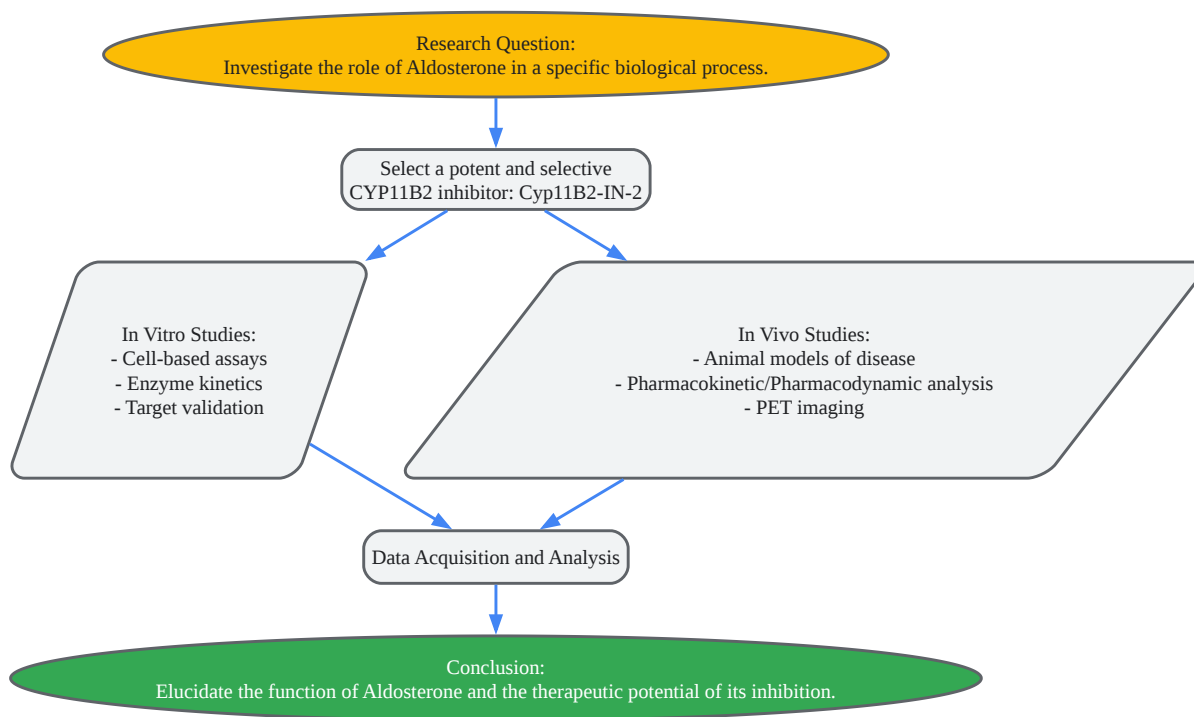 Research Question:
Investigate the role of Aldosterone in a specific biological process.
Select a potent and selective
CYP11B2 inhibitor: Cyp11B2-IN-2
In Vitro Studies:
- Cell-based assays
- Enzyme kinetics
- Target validation
In Vivo Studies:
- Animal models of disease
- Pharmacokinetic/Pharmacodynamic analysis
- PET imaging
Data Acquisition and Analysis
Conclusion:
Elucidate the function of Aldosterone and the therapeutic potential of its inhibition.